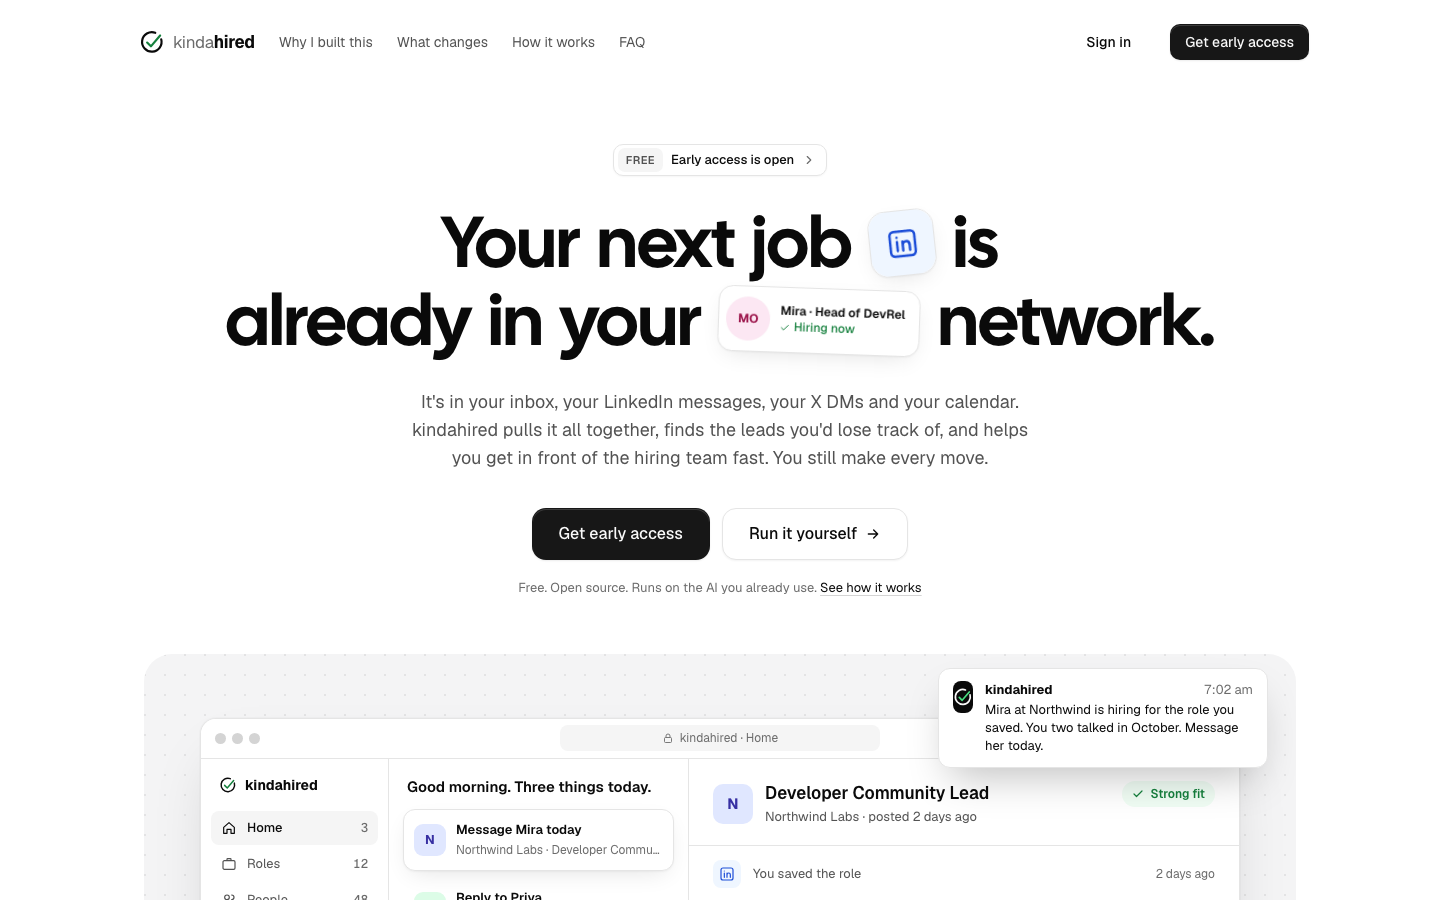 kindahired
Why I built this
What changes
How it works
FAQ
Sign in
Get early access
FREE
Early access is open
Your next job in is
already in your
MO
Mira · Head of DevRel
Hiring now
network.
It's in your inbox, your LinkedIn messages, your X DMs and your calendar.
kindahired pulls it all together, finds the leads you'd lose track of, and helps
you get in front of the hiring team fast. You still make every move.
Get early access
Run it yourself →
Free. Open source. Runs on the AI you already use. See how it works
kindahired
7:02 am
Mira at Northwind is hiring for the role you
saved. You two talked in October. Message
her today.
kindahired · Home
kindahired
Home 3
Roles 12
People 48
Good morning. Three things today.
N
Message Mira today
Northwind Labs · Developer Commu...
Reply to Priya
N
Developer Community Lead
Northwind Labs · posted 2 days ago
Strong fit
in
You saved the role
2 days ago